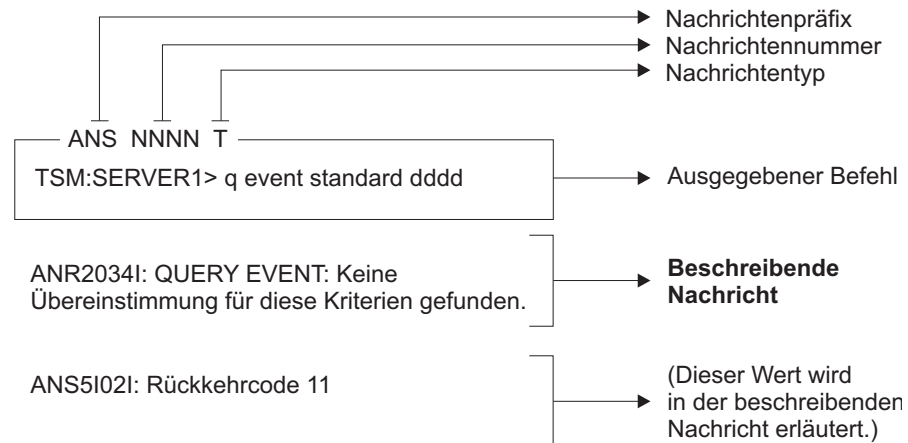 Nachrichtenpräfix
Nachrichtennummer
Nachrichtentyp
ANS NNNN T
TSM:SERVER1> q event standard dddd
Ausgegebener Befehl
ANR2034I: QUERY EVENT: Keine
Übereinstimmung für diese Kriterien gefunden.
Beschreibende
Nachricht
ANS5I02I: Rückkehrcode 11
(Dieser Wert wird
in der beschreibenden
Nachricht erläutert.)